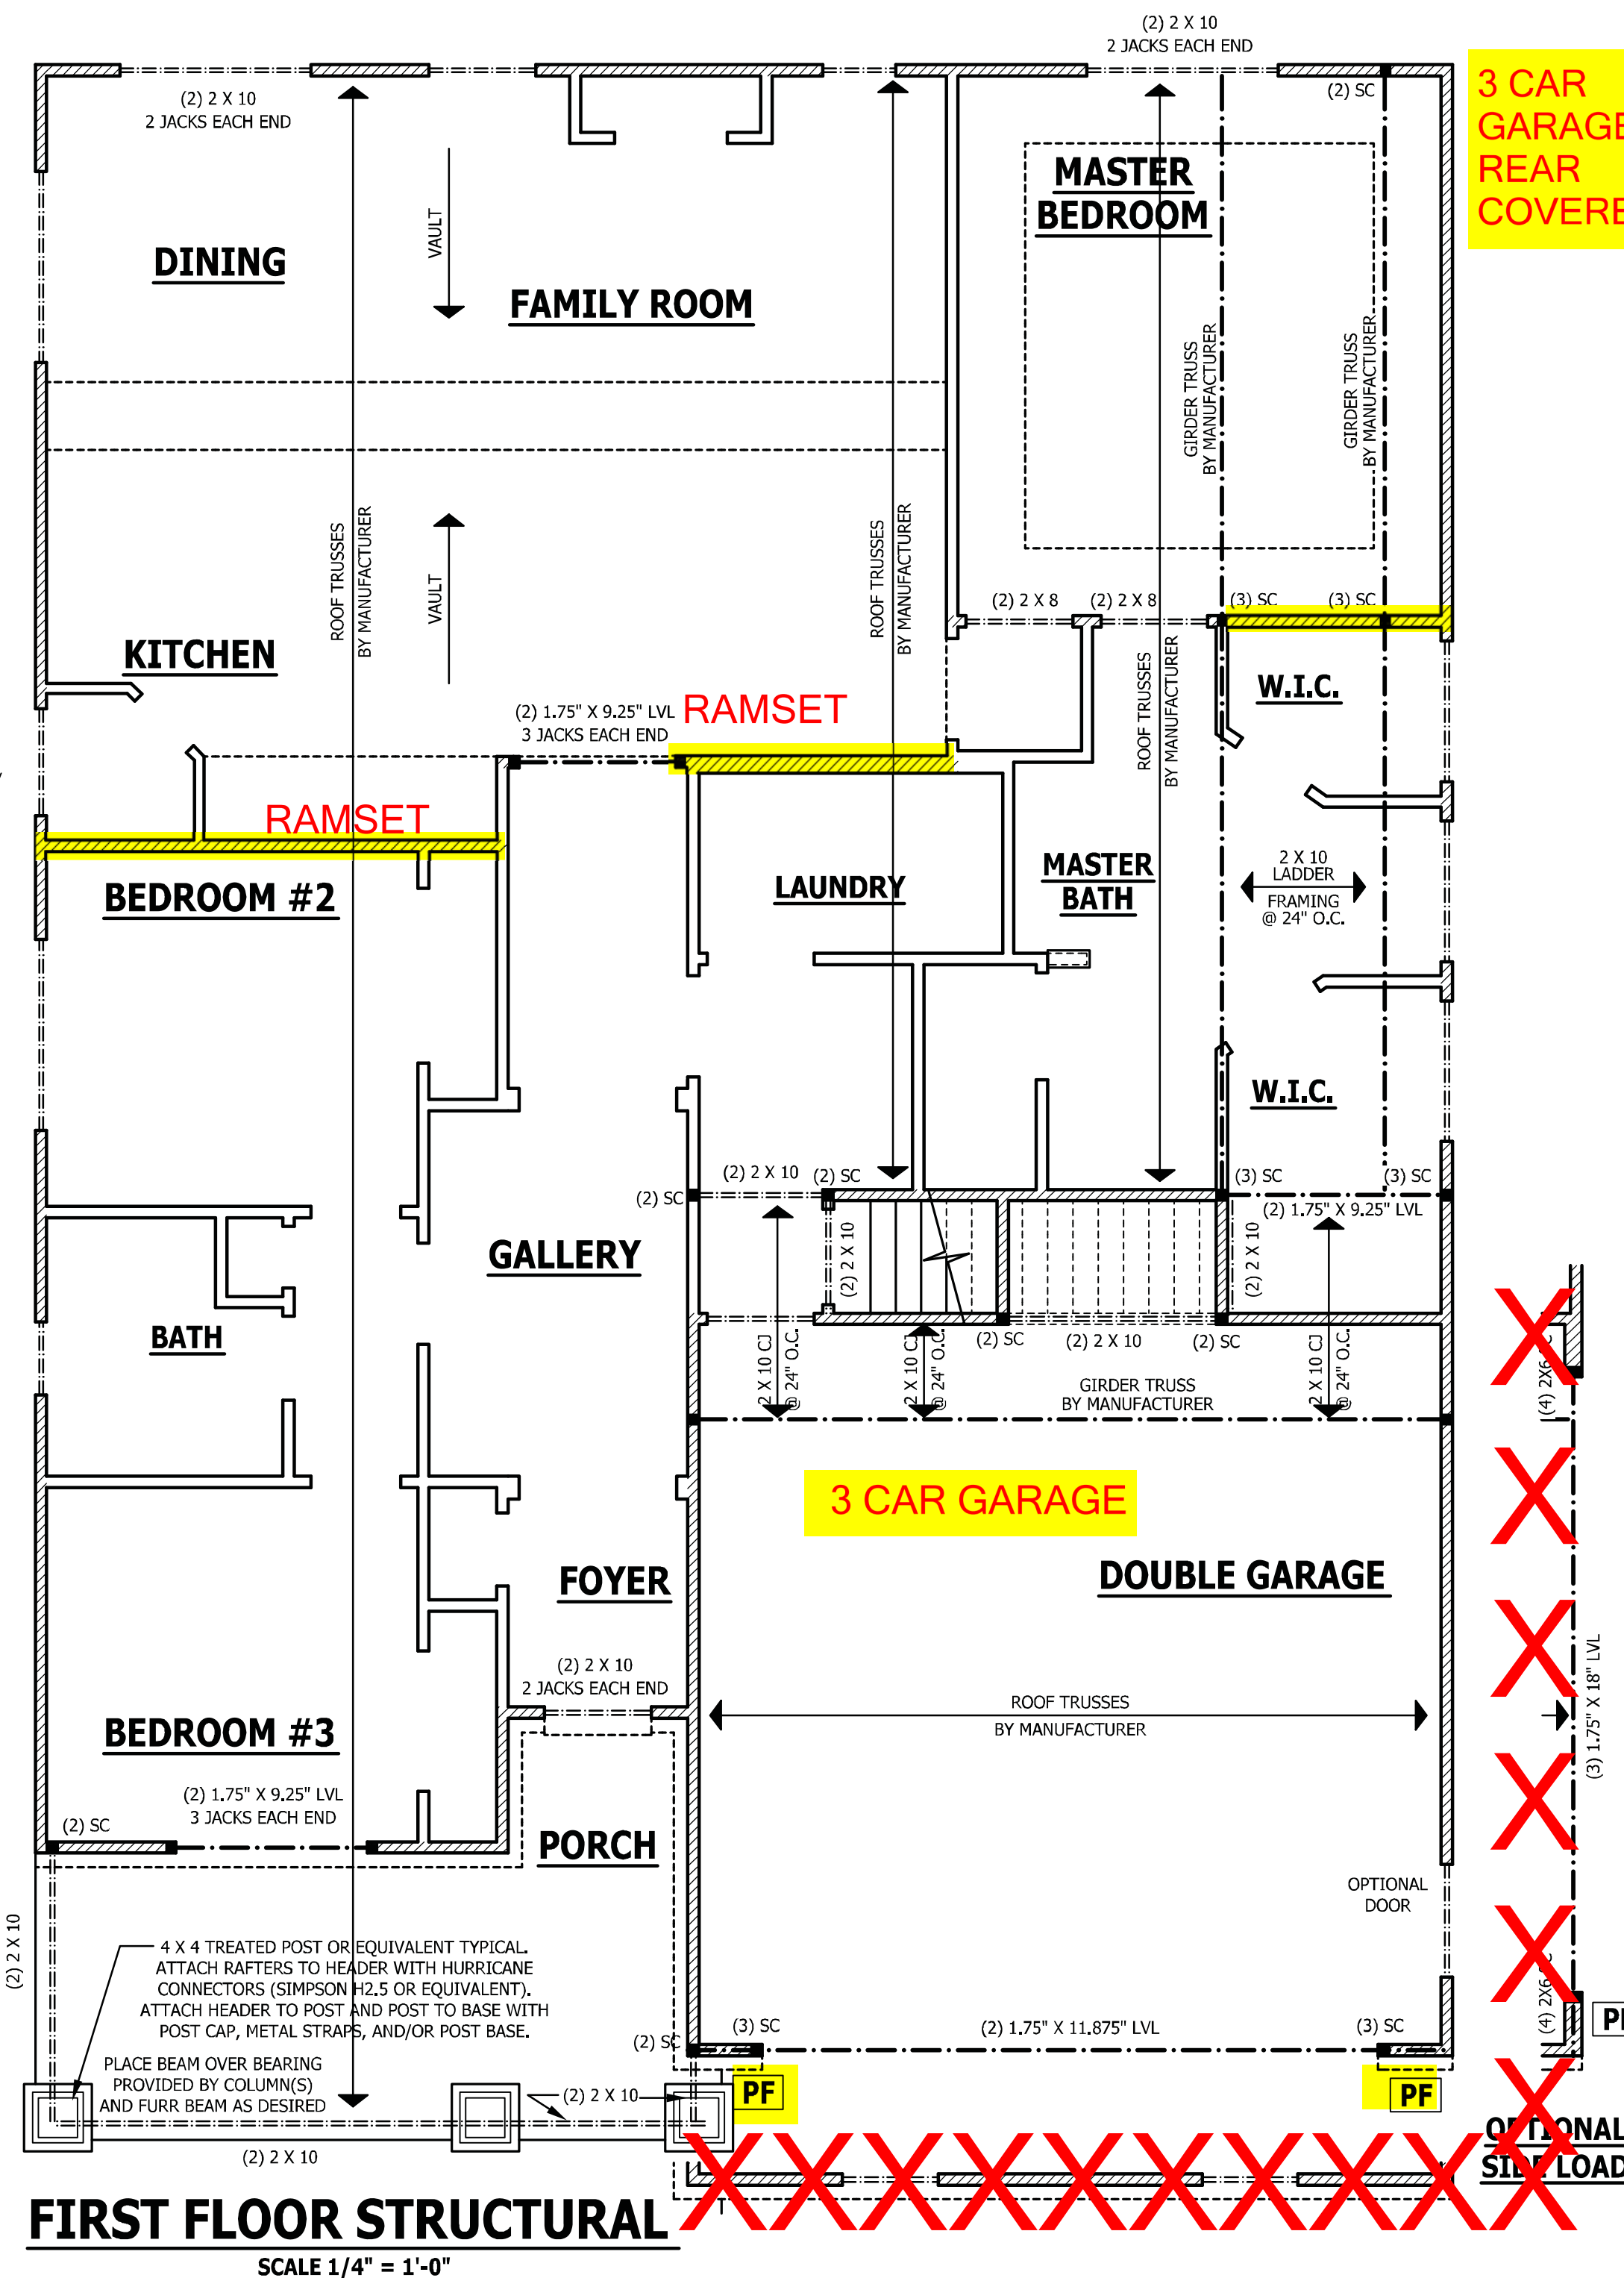 (2) 2 X 10
2 JACKS EACH END
3 CAR
GARAGE
REAR
(2) 2 X 10
2 JACKS EACH END
(2) SC
MASTER
BEDROOM
VAULT
DINING
FAMILY ROOM
GIRDER TRUSS
BY MANUFACTURER
GIRDER TRUSS
BY MANUFACTURER
ROOF TRUSSES
BY MANUFACTURER
ROOF TRUSSES
BY MANUFACTURER
VAULT
(2) 2 X 8
(2) 2 X 8
(3) SC
(3) SC
KITCHEN
ROOF TRUSSES
BY MANUFACTURER
W.I.C.
(2) 1.75" X 9.25" LVL
3 JACKS EACH END
RAMSET
RAMSET
BEDROOM #2
LAUNDRY
MASTER
BATH
2 X 10
LADDER
FRAMING
@ 24" O.C.
W.I.C.
(2) 2 X 10
(2) SC
(2) SC
(3) SC
(3) SC
(2) 1.75" X 9.25" LVL
(2) 2 X 10
(2) 2 X 10
GALLERY
BATH
2 X 10 CJ
@ 24" O.C.
2 X 10 CJ
@ 24" O.C.
(2) SC
(2) 2 X 10
(2) SC
2 X 10 CJ
@ 24" O.C.
GIRDER TRUSS
BY MANUFACTURER
(4) 2X6
3 CAR GARAGE
DOUBLE GARAGE
FOYER
(2) 2 X 10
2 JACKS EACH END
ROOF TRUSSES
BY MANUFACTURER
(3) 1.75" X 18" LVL
BEDROOM #3
(2) 1.75" X 9.25" LVL
3 JACKS EACH END
(2) SC
PORCH
OPTIONAL
DOOR
(2) 2 X 10
4 X 4 TREATED POST OR EQUIVALENT TYPICAL.
ATTACH RAFTERS TO HEADER WITH HURRICANE
CONNECTORS (SIMPSON H2.5 OR EQUIVALENT).
ATTACH HEADER TO POST AND POST TO BASE WITH
POST CAP, METAL STRAPS, AND/OR POST BASE.
(2) SC
(3) SC
(2) 1.75" X 11.875" LVL
(3) SC
(4) 2X6
PLACE BEAM OVER BEARING
PROVIDED BY COLUMN(S)
AND FURR BEAM AS DESIRED
(2) 2 X 10
PF
PF
(2) 2 X 10
OPTIONAL
SIDE LOAD
FIRST FLOOR STRUCTURAL
SCALE 1/4" = 1'-0"